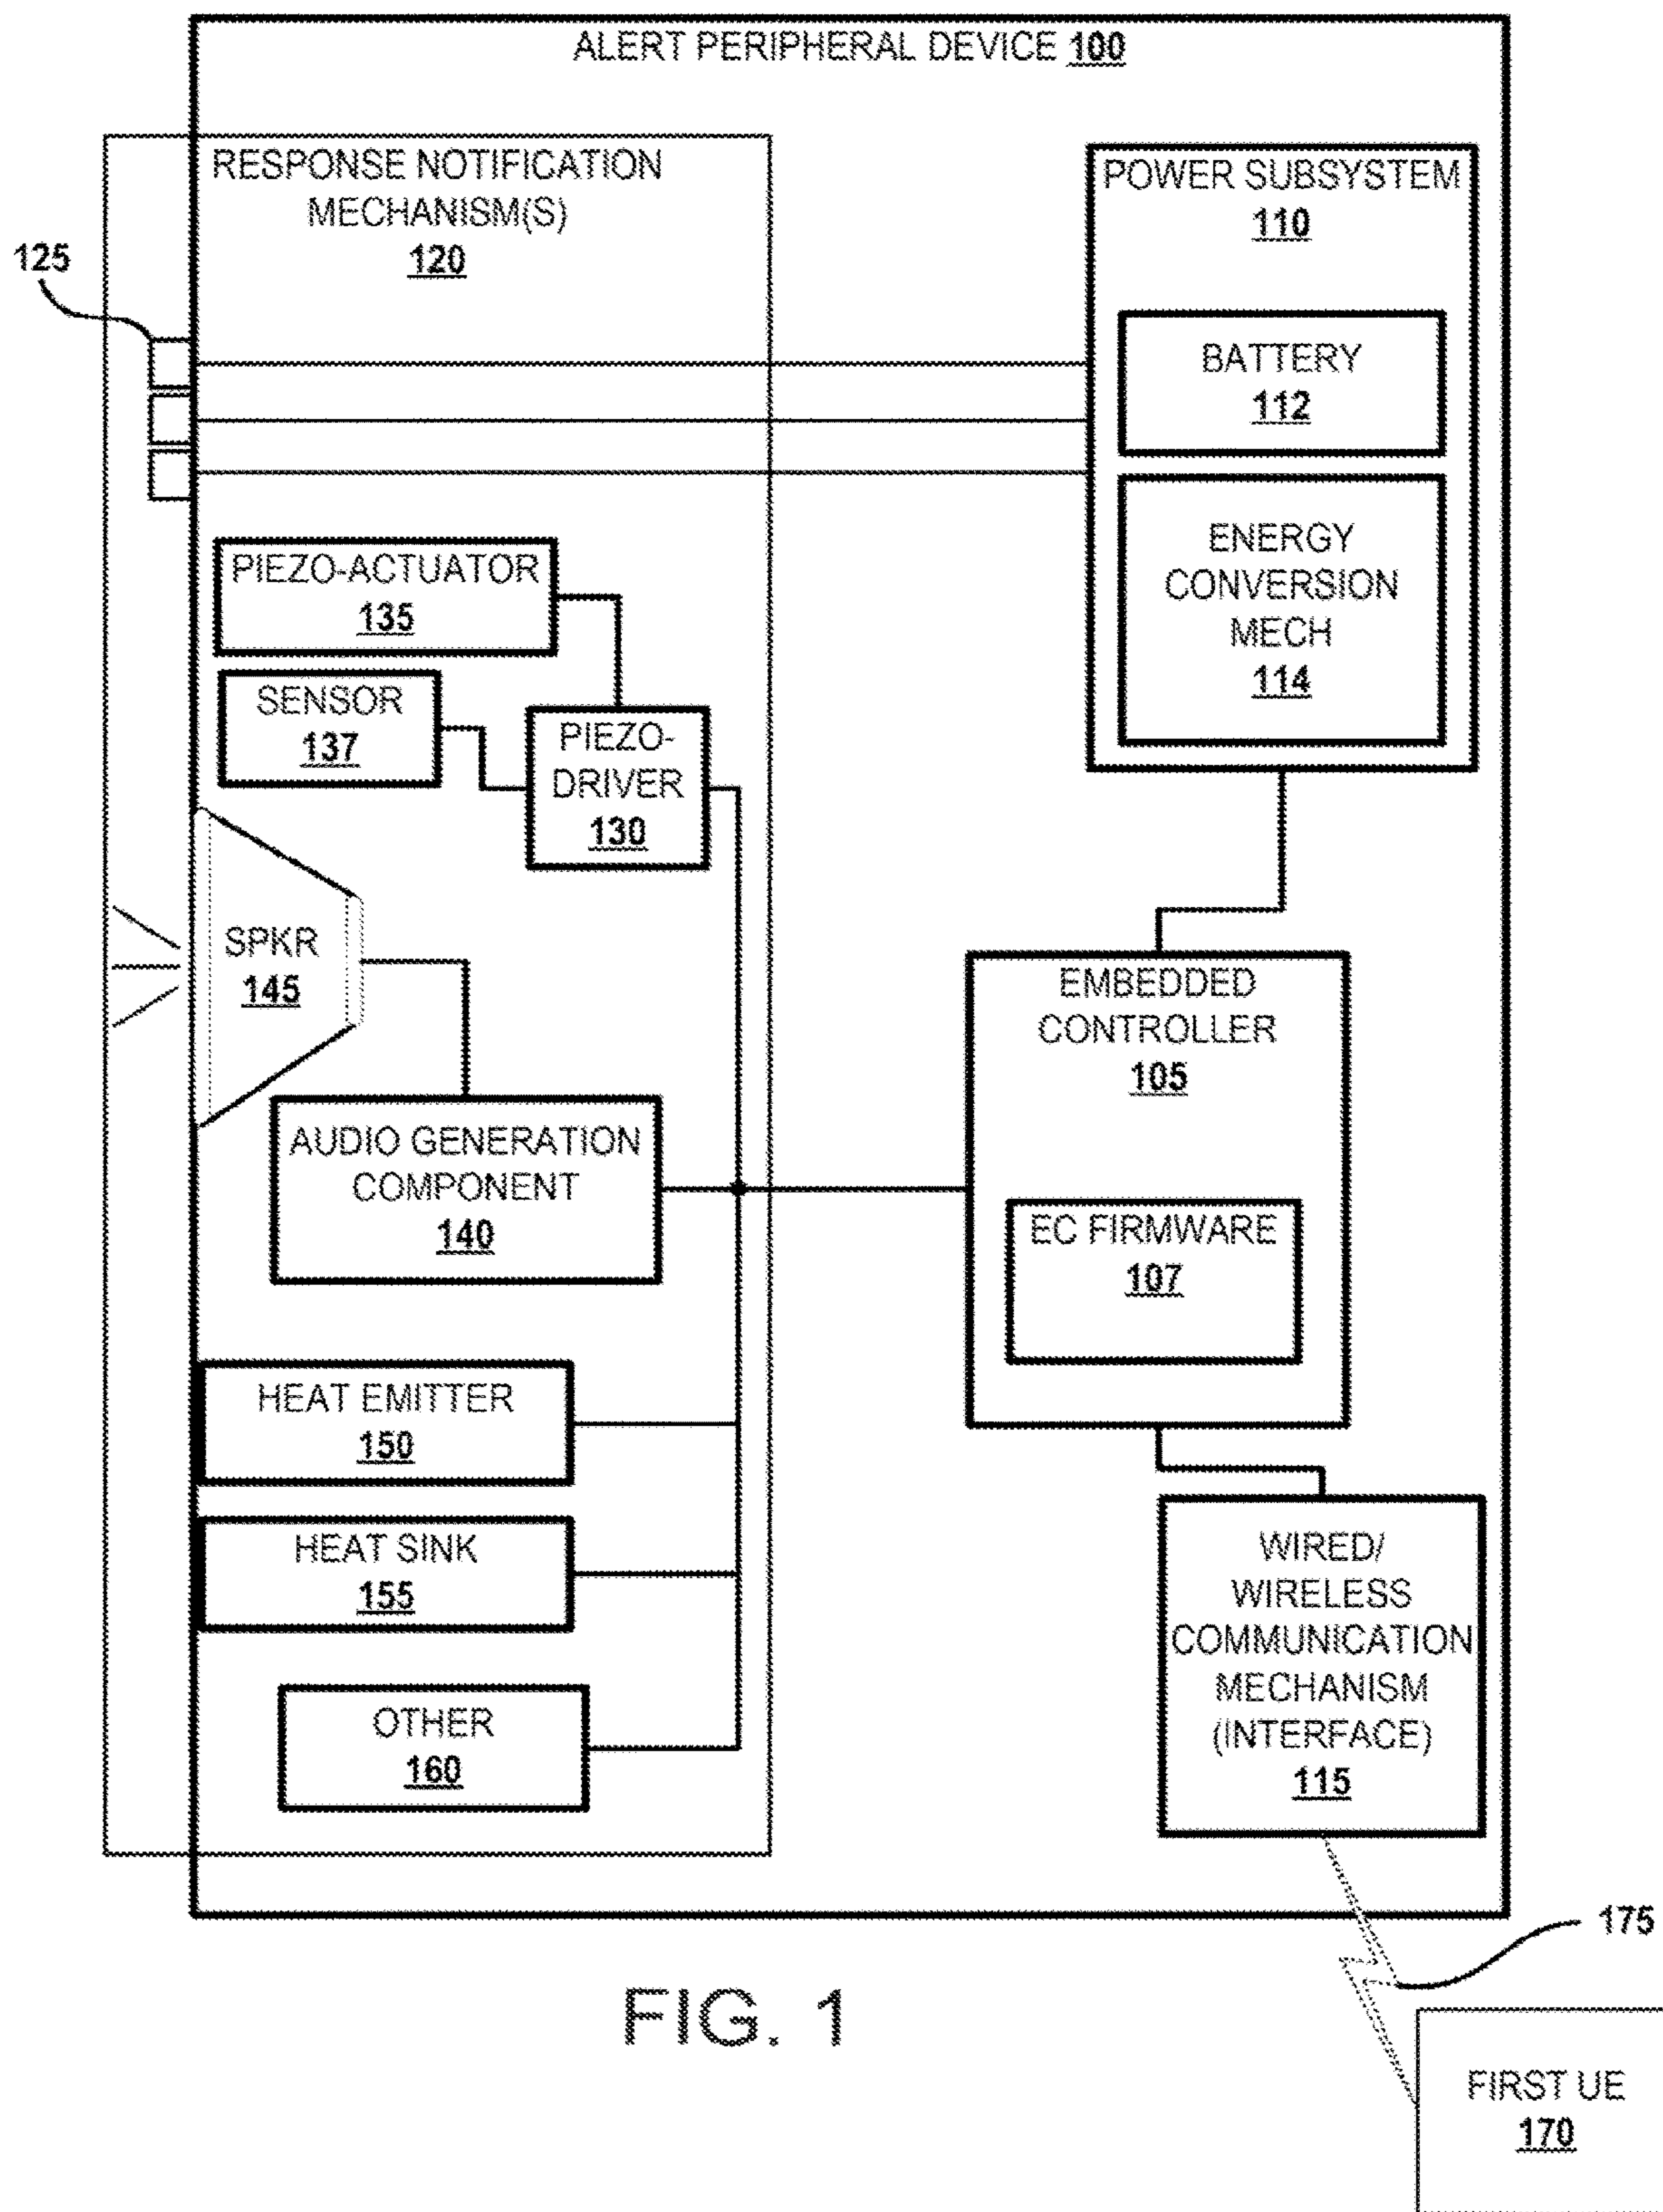 ALERT PERIPHERAL DEVICE 100
RESPONSE NOTIFICATION
MECHANISM(S)
120
125
POWER SUBSYSTEM
110
BATTERY
112
ENERGY
CONVERSION
MECH
114
PIEZO-ACTUATOR
135
SENSOR
137
PIEZO-
DRIVER
130
SPKR
145
EMBEDDED
CONTROLLER
105
AUDIO GENERATION
COMPONENT
140
EC FIRMWARE
107
HEAT EMITTER
150
HEAT SINK
155
OTHER
160
WIRED/
WIRELESS
COMMUNICATION
MECHANISM
(INTERFACE)
115
175
FIG. 1
FIRST UE
170